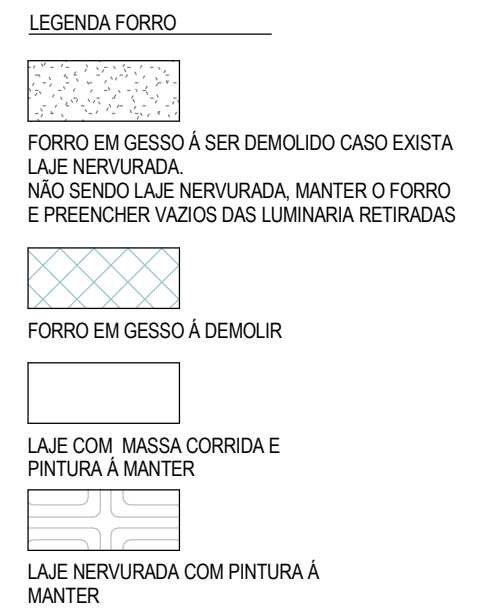 LEGENDA FORRO
FORRO EM GESSO Á SER DEMOLIDO CASO EXISTA
LAJE NERVURADA.
NÃO SENDO LAJE NERVURADA, MANTER O FORRO
E PREENCHER VAZIOS DAS LUMINARIA RETIRADAS
FORRO EM GESSO Á DEMOLIR
LAJE COM  MASSA CORRIDA E
PINTURA Á MANTER
LAJE NERVURADA COM PINTURA Á
MANTER